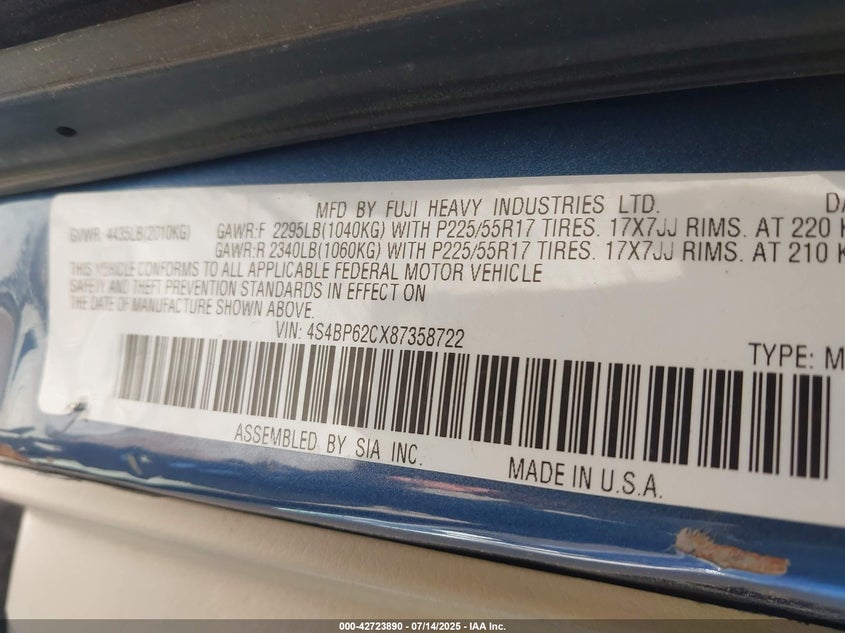 MFD BY FUJI HEAVY INDUSTRIES LTD. DA
GVWR: 4435LB(2010KG) GAWR:F 2295LB(1040KG) WITH P225/55R17 TIRES. 17X7JJ RIMS. AT 220 K
GAWR:R 2340LB(1060KG) WITH P225/55R17 TIRES. 17X7JJ RIMS. AT 210 K
THIS VEHICLE CONFORMS TO ALL APPLICABLE FEDERAL MOTOR VEHICLE
SAFETY AND THEFT PREVENTION STANDARDS IN EFFECT ON
THE DATE OF MANUFACTURE SHOWN ABOVE.
VIN: 4S4BP62CX87358722
TYPE: M
ASSEMBLED BY SIA INC.
MADE IN U.S.A.
000-42723890 - 07/14/2025 - IAA Inc.